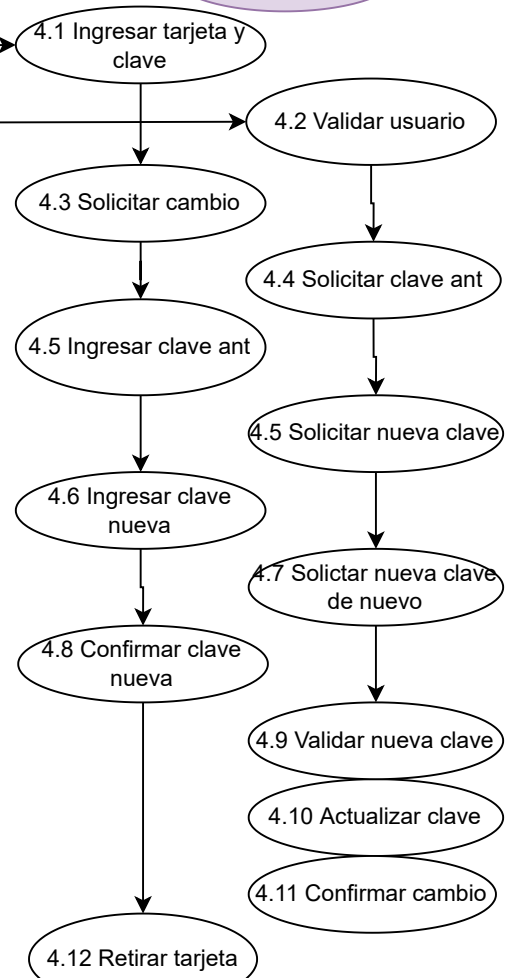 4.1 Ingresar tarjeta y
clave
4.2 Validar usuario
4.3 Solicitar cambio
4.4 Solicitar clave ant
4.5 Ingresar clave ant
4.5 Solicitar nueva clave
4.6 Ingresar clave
nueva
4.7 Solictar nueva clave
de nuevo
4.8 Confirmar clave
nueva
4.9 Validar nueva clave
4.10 Actualizar clave
4.11 Confirmar cambio
4.12 Retirar tarjeta